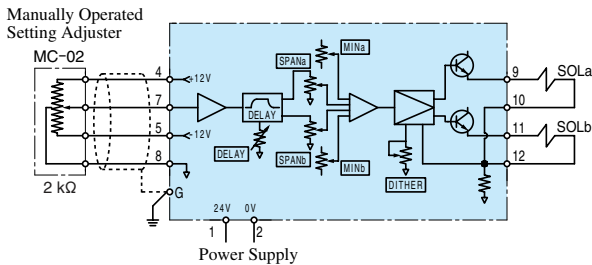 Manually Operated
Setting Adjuster
MC-02
2 kΩ
4
+12V
7
5
-12V
8
G
DELAY
DELAY
SPANa
SPANb
MINa
MINb
DITHER
9
SOLa
10
11
SOLb
12
24V
0V
1
2
Power Supply